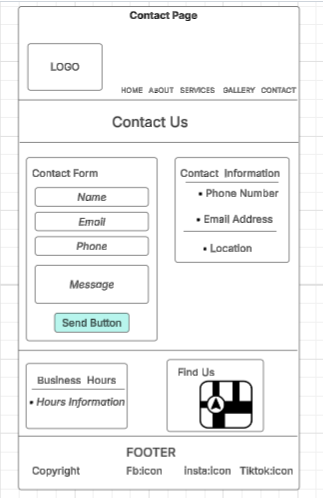 Contact Page
LOGO
HOME ABOUT SERVICES GALLERY CONTACT
Contact Us
Contact Form
Name
Email
Phone
Message
Send Button
Contact Information
• Phone Number
• Email Address
• Location
Business Hours
• Hours Information
Find Us
FOOTER
Copyright Fb:icon insta:icon Tiktok:icon